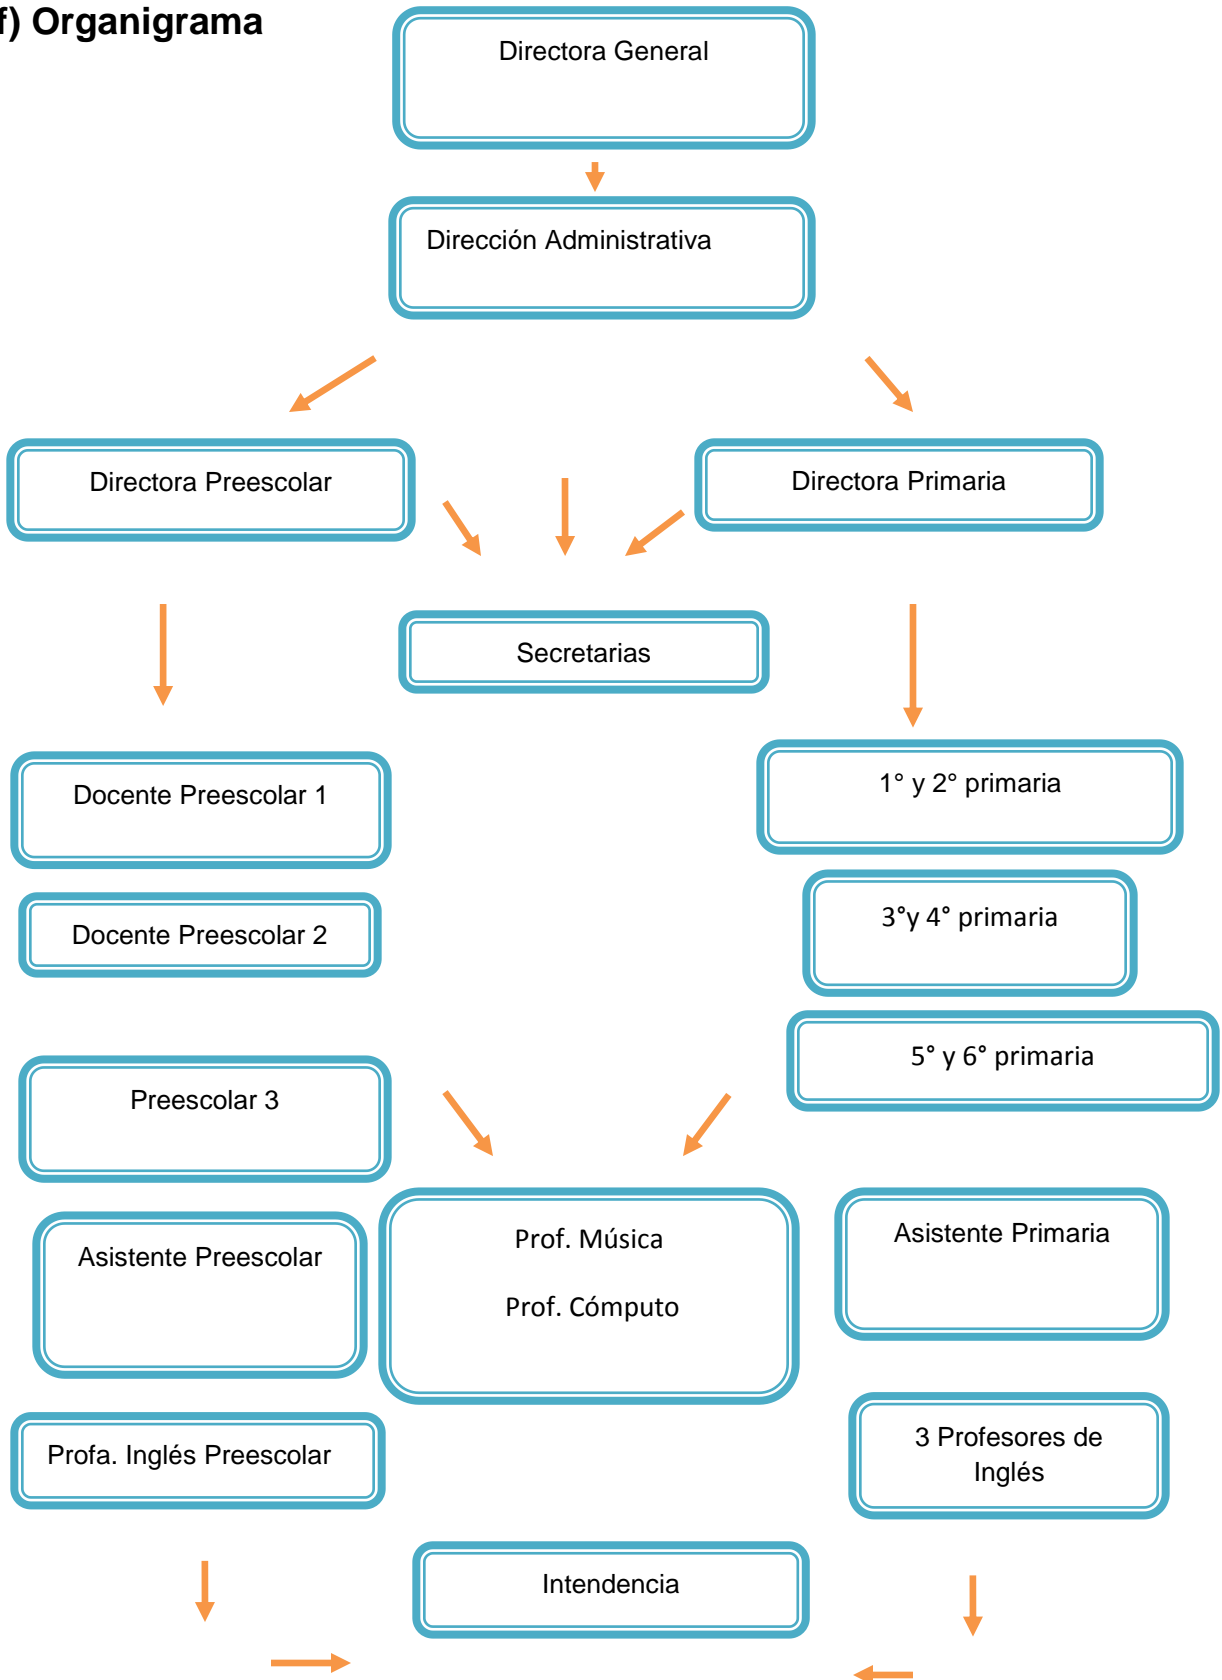 f) Organigrama
Directora General
Dirección Administrativa
Directora Preescolar
Directora Primaria
Secretarias
Docente Preescolar 1
1° y 2° primaria
Docente Preescolar 2
3°y 4° primaria
5° y 6° primaria
Preescolar 3
Asistente Preescolar
Prof. Música
Prof. Cómputo
Asistente Primaria
Profa. Inglés Preescolar
3 Profesores de
Inglés
Intendencia